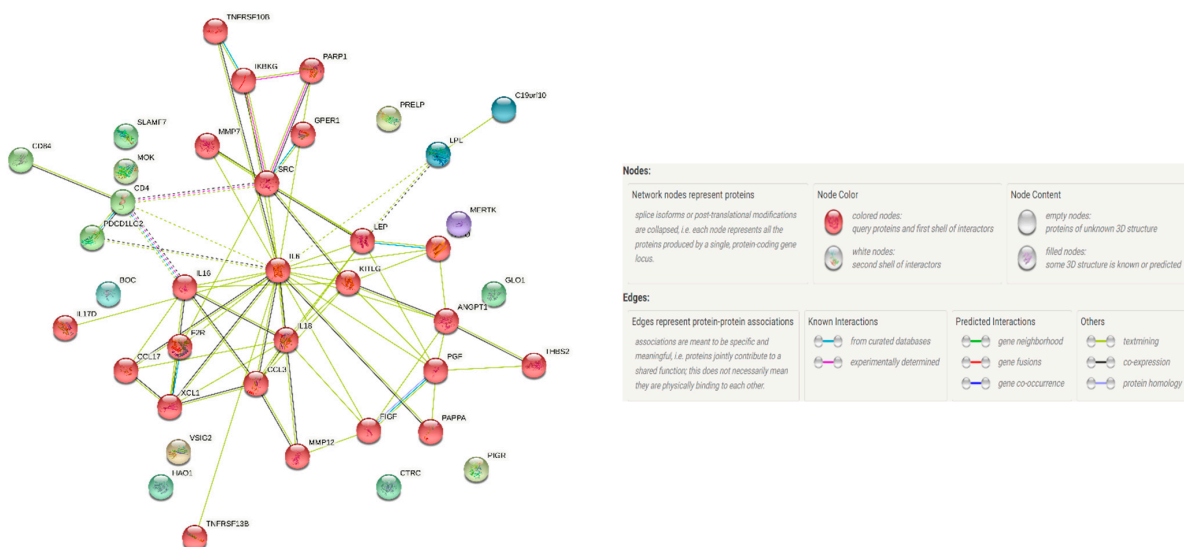 TNFRSF10B
IKBKG
PARP1
C19orf10
PRELP
SLAMF7
GPER1
MMP7
LPL
CD84
MOK
SRC
CD4
MERTK
PDCD1LG2
LEP
IL6
IL16
KITLG
BOC
GLO1
ANGPT1
IL17D
F2R
IL18
CCL17
CCL3
PGF
THBS2
XCL1
FIGF
PAPPA
VSIG2
MMP12
PIGR
HAO1
CTRC
TNFRSF13B
Nodes:
Network nodes represent proteins
splice isoforms or post-translational modifications
are collapsed, i.e. each node represents all the
proteins produced by a single, protein-coding gene
locus.
Node Color
colored nodes:
query proteins and first shell of interactors
white nodes:
second shell of interactors
Node Content
empty nodes:
proteins of unknown 3D structure
filled nodes:
some 3D structure is known or predicted
Edges:
Edges represent protein-protein associations
associations are meant to be specific and
meaningful, i.e. proteins jointly contribute to a
shared function; this does not necessarily mean
they are physically binding to each other.
Known Interactions
from curated databases
experimentally determined
Predicted Interactions
gene neighborhood
gene fusions
gene co-occurrence
Others
textmining
co-expression
protein homology